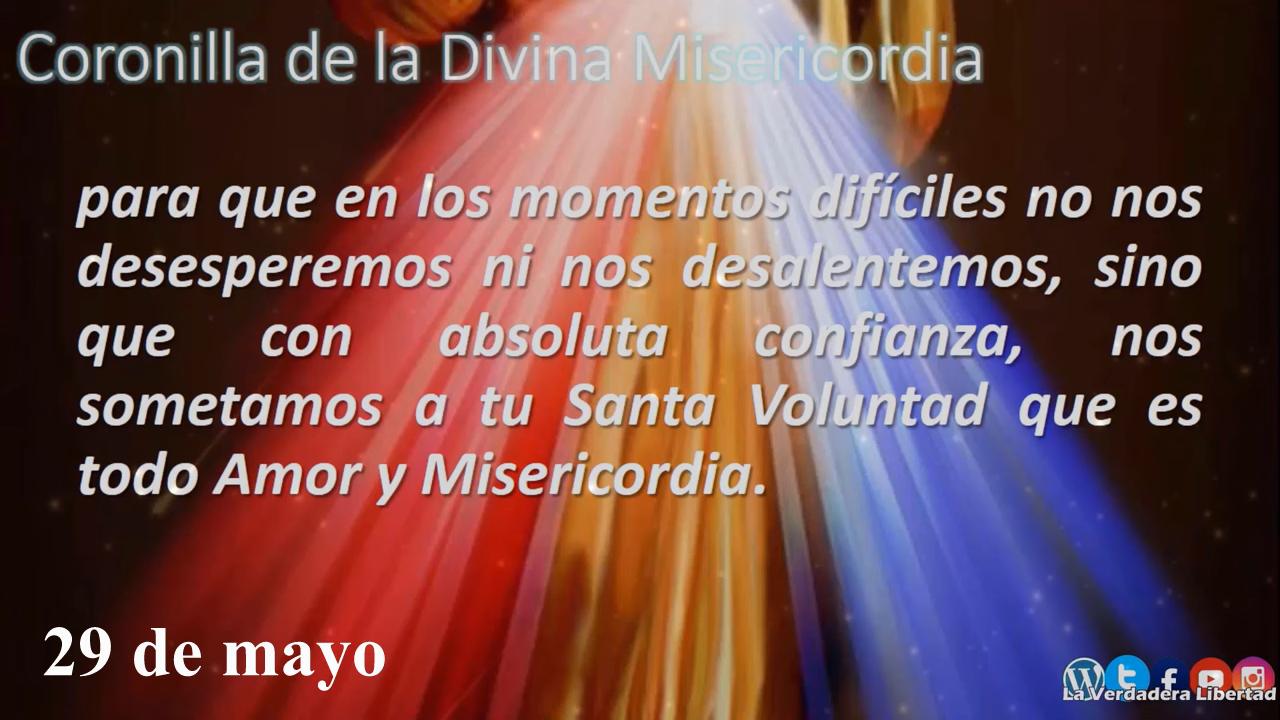 Coronilla de la Divina Misericordia
para que en los momentos difíciles no nos
desesperemos ni nos desalentemos, sino
que con absoluta confianza, nos
sometamos a tu Santa Voluntad que es
todo Amor y Misericordia.
29 de mayo
La Verdadera Libertad